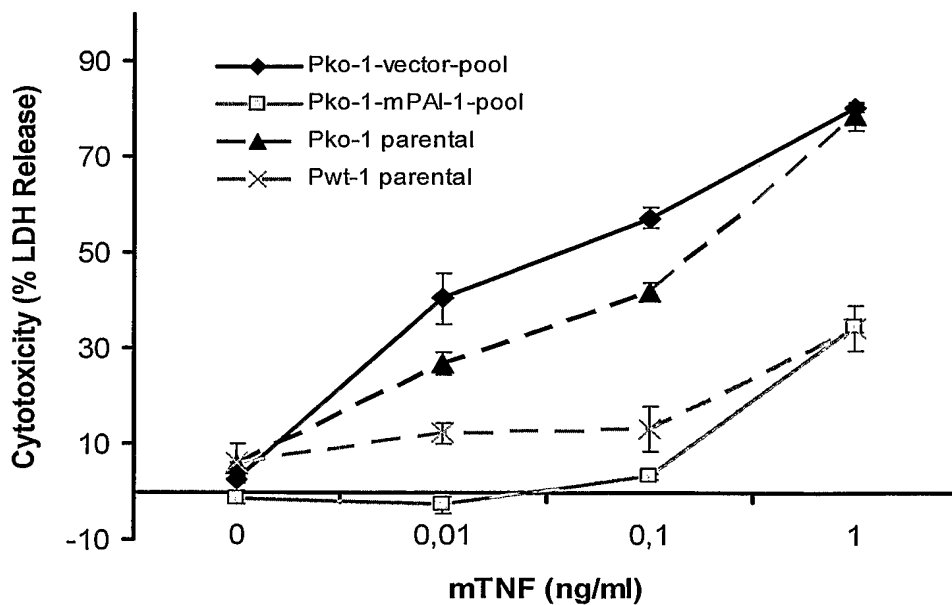 Cytotoxicity (% LDH Release)
90
70
50
30
10
-10
Pko-1-vector-pool
Pko-1-mPAI-1-pool
Pko-1 parental
Pwt-1 parental
0
0,01
0,1
1
mTNF (ng/ml)